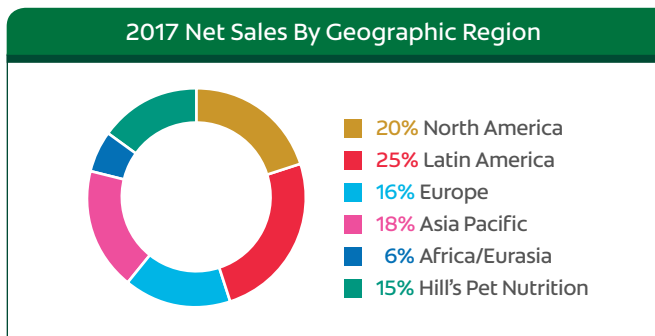 2017 Net Sales By Geographic Region
20% North America
25% Latin America
16% Europe
18% Asia Pacific
6% Africa/Eurasia
15% Hill's Pet Nutrition